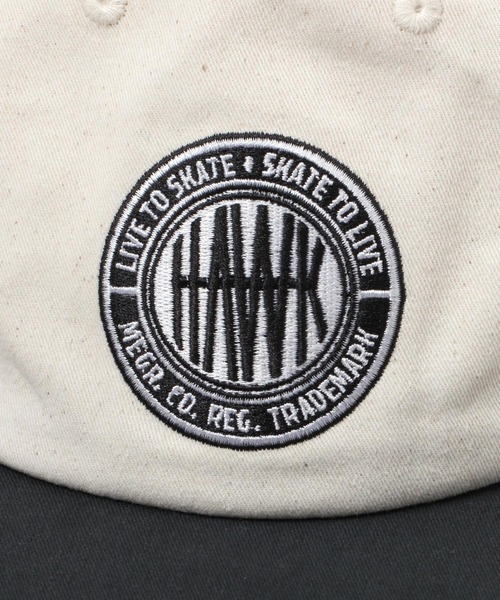 LIVE TO SKATE • SKATE TO LIVE
HAWK
MFGR. CO. REG. TRADEMARK